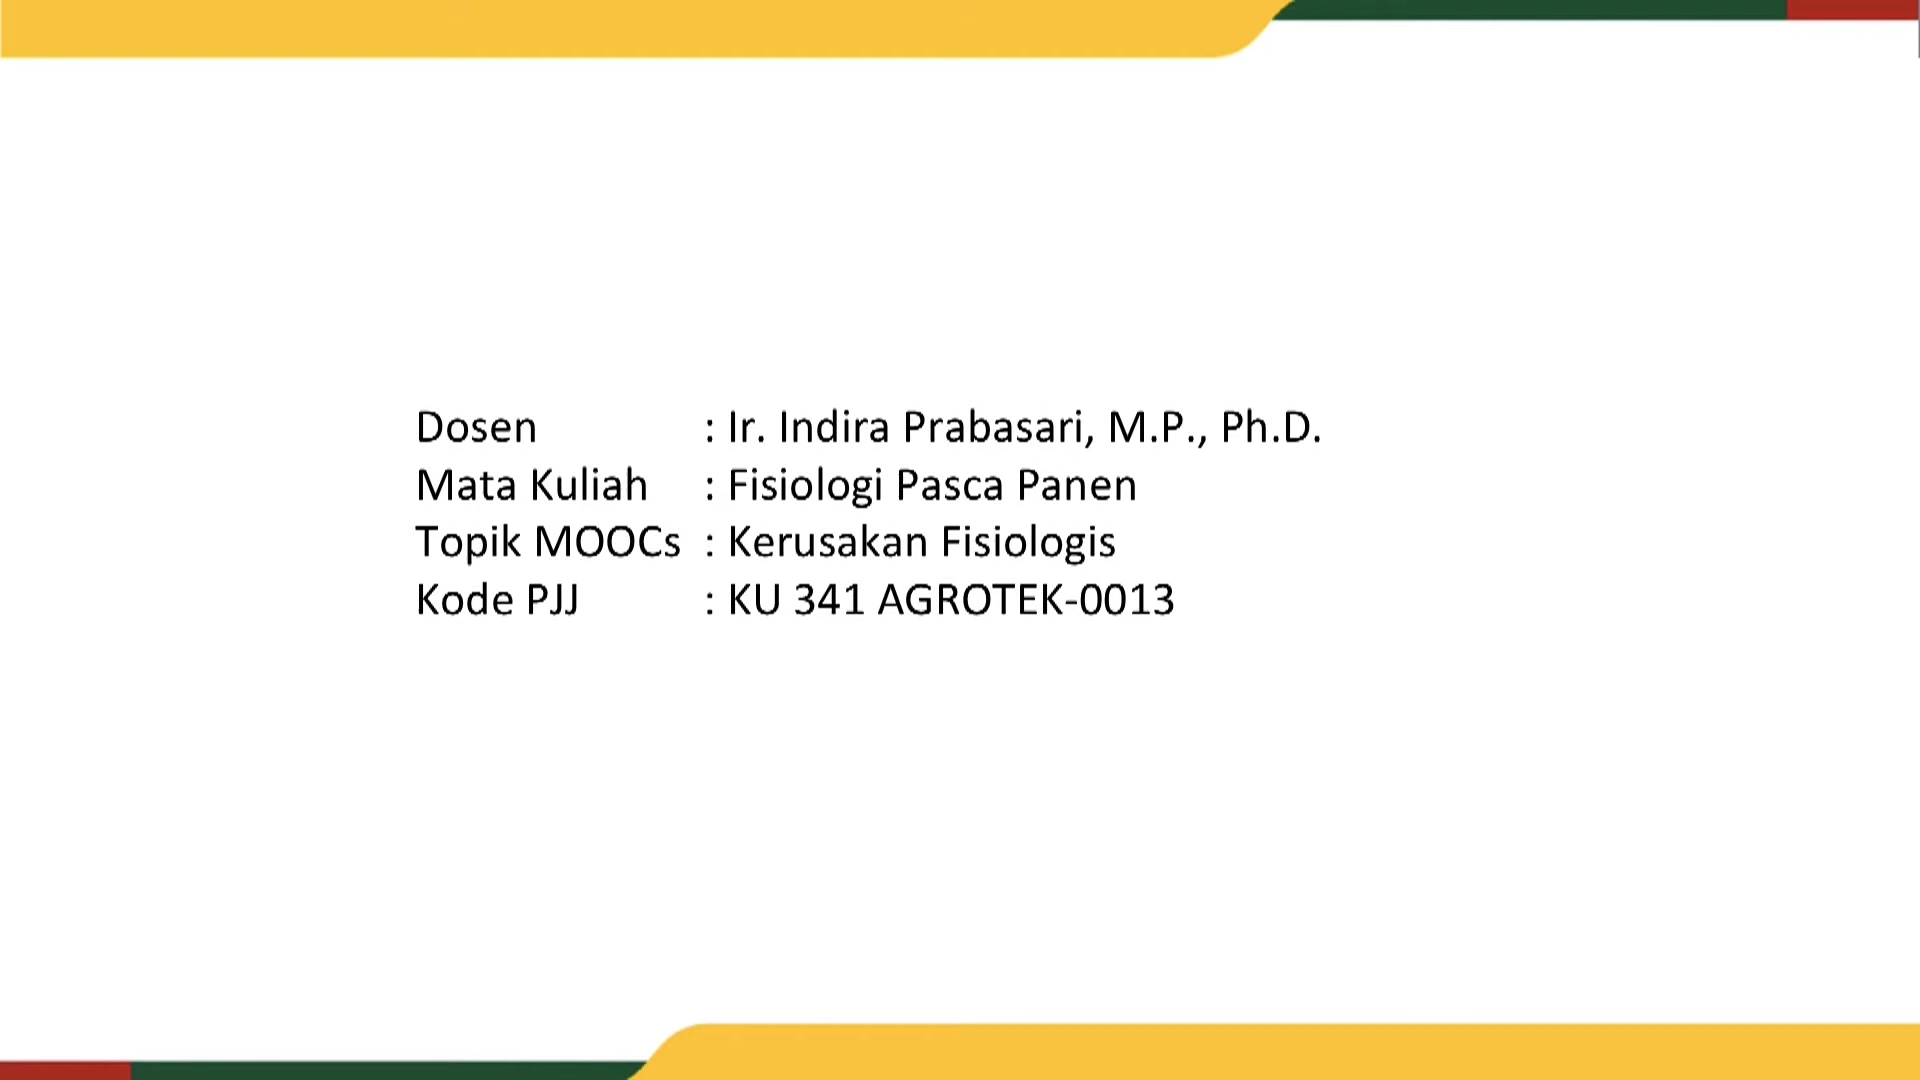 Dosen : Ir. Indira Prabasari, M.P., Ph.D.
Mata Kuliah : Fisiologi Pasca Panen
Topik MOOCs : Kerusakan Fisiologis
Kode PJJ : KU 341 AGROTEK-0013